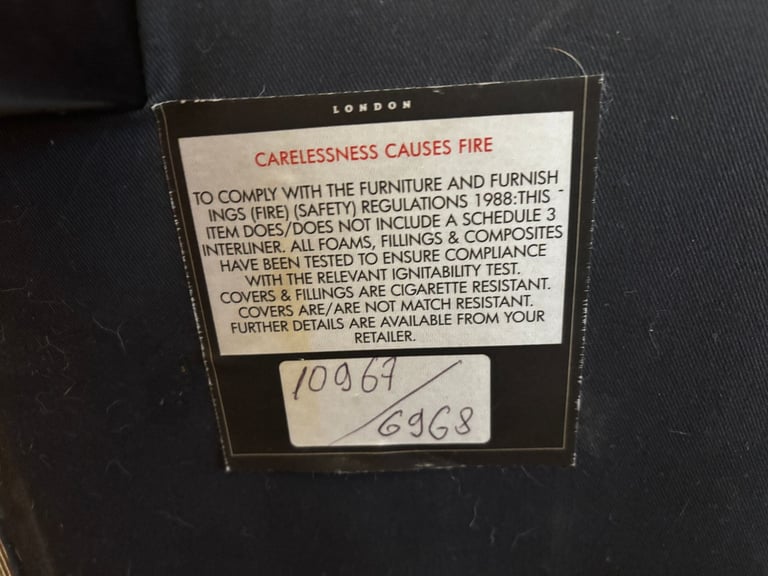 LONDON
CARELESSNESS CAUSES FIRE
TO COMPLY WITH THE FURNITURE AND FURNISH -
INGS (FIRE) (SAFETY) REGULATIONS 1988:THIS
ITEM DOES/DOES NOT INCLUDE A SCHEDULE 3
INTERLINER. ALL FOAMS, FILLINGS & COMPOSITES
HAVE BEEN TESTED TO ENSURE COMPLIANCE
WITH THE RELEVANT IGNITABILITY TEST.
COVERS & FILLINGS ARE CIGARETTE RESISTANT.
COVERS ARE/ARE NOT MATCH RESISTANT.
FURTHER DETAILS ARE AVAILABLE FROM YOUR
RETAILER.
10967/
6968